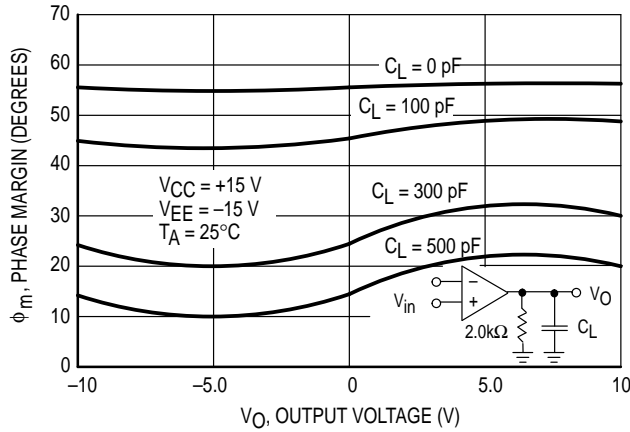 70
60
50
40
30
20
10
0
ϕm, PHASE MARGIN (DEGREES)
CL = 0 pF
CL = 100 pF
VCC = +15 V
VEE = –15 V
TA = 25°C
CL = 300 pF
CL = 500 pF
–
+
Vin
VO
2.0kΩ
CL
–10
–5.0
0
5.0
10
VO, OUTPUT VOLTAGE (V)